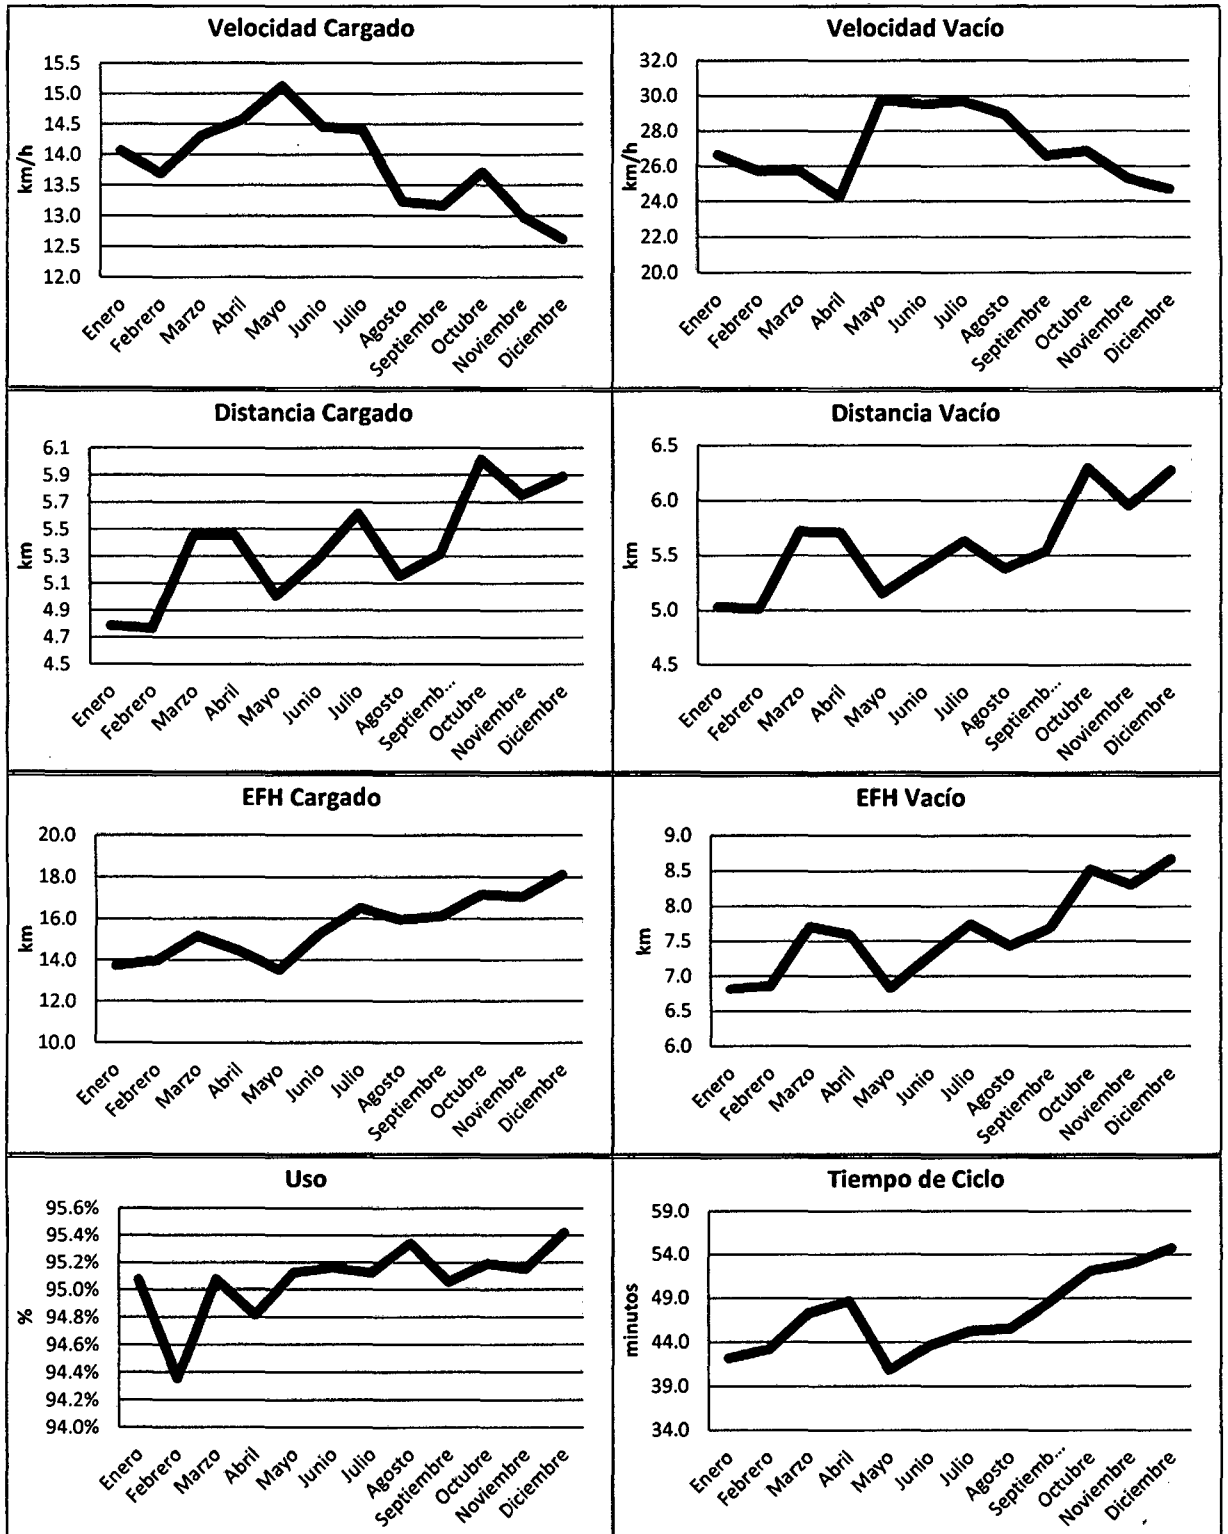 Velocidad Cargado
15.5
15.0
14.5
14.0
13.5
13.0
12.5
12.0
km/h
Enero
Febrero
Marzo
Abril
Mayo
Junio
Julio
Agosto
Septiembre
Octubre
Noviembre
Diciembre
Velocidad Vacío
32.0
30.0
28.0
26.0
24.0
22.0
20.0
km/h
Enero
Febrero
Marzo
Abril
Mayo
Junio
Julio
Agosto
Septiembre
Octubre
Noviembre
Diciembre
Distancia Cargado
6.1
5.9
5.7
5.5
5.3
5.1
4.9
4.7
4.5
km
Enero
Febrero
Marzo
Abril
Mayo
Junio
Julio
Agosto
Septiemb...
Octubre
Noviembre
Diciembre
Distancia Vacío
6.5
6.0
5.5
5.0
4.5
km
Enero
Febrero
Marzo
Abril
Mayo
Junio
Julio
Agosto
Septiemb...
Octubre
Noviembre
Diciembre
EFH Cargado
20.0
18.0
16.0
14.0
12.0
10.0
km
Enero
Febrero
Marzo
Abril
Mayo
Junio
Julio
Agosto
Septiembre
Octubre
Noviembre
Diciembre
EFH Vacío
9.0
8.5
8.0
7.5
7.0
6.5
6.0
km
Enero
Febrero
Marzo
Abril
Mayo
Junio
Julio
Agosto
Septiembre
Octubre
Noviembre
Diciembre
Uso
95.6%
95.4%
95.2%
95.0%
94.8%
94.6%
94.4%
94.2%
94.0%
%
Enero
Febrero
Marzo
Abril
Mayo
Junio
Julio
Agosto
Septiembre
Octubre
Noviembre
Diciembre
Tiempo de Ciclo
59.0
54.0
49.0
44.0
39.0
34.0
minutos
Enero
Febrero
Marzo
Abril
Mayo
Junio
Julio
Agosto
Septiemb...
Octubre
Noviembre
Diciembre